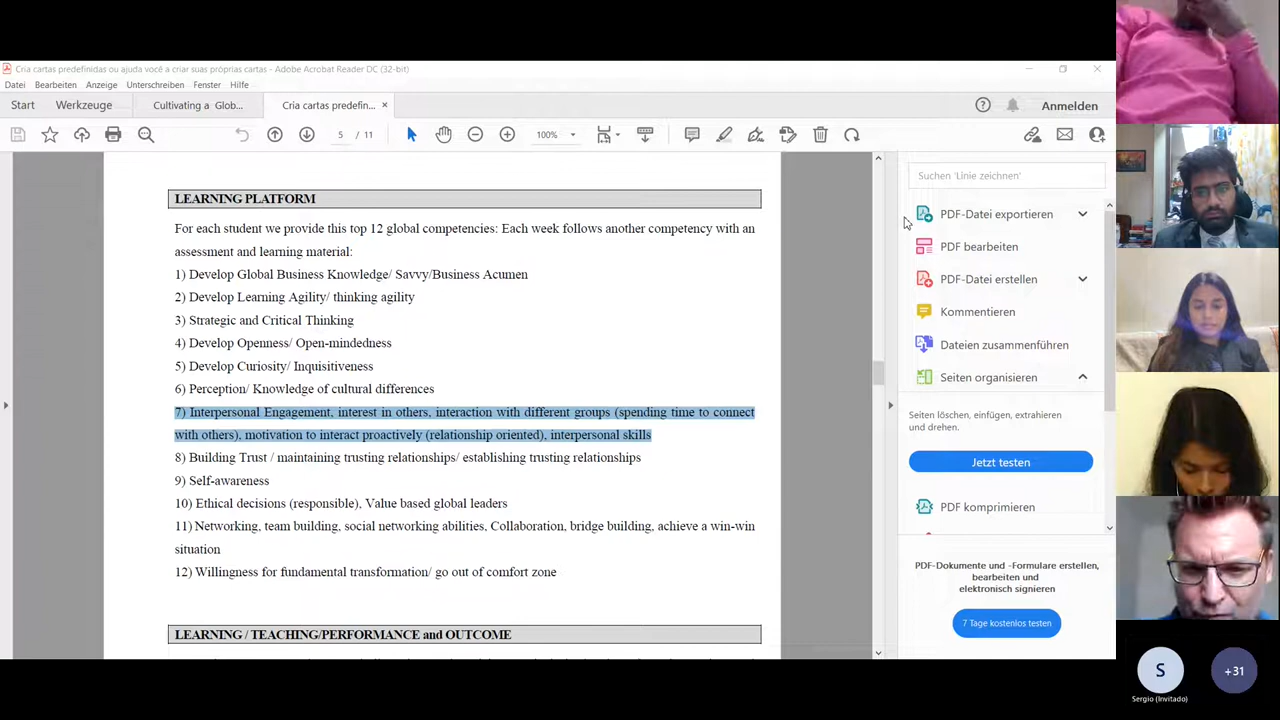 Cria cartas predefinidas ou ajuda você a criar suas próprias cartas - Adobe Acrobat Reader DC (32-bit)
Datei Bearbeiten Anzeige Unterschreiben Fenster Hilfe
Start Werkzeuge Cultivating a Glob... Cria cartas predefin... × Anmelden
5 / 11 100%
LEARNING PLATFORM
For each student we provide this top 12 global competencies: Each week follows another competency with an
assessment and learning material:
1) Develop Global Business Knowledge/ Savvy/Business Acumen
2) Develop Learning Agility/ thinking agility
3) Strategic and Critical Thinking
4) Develop Openness/ Open-mindedness
5) Develop Curiosity/ Inquisitiveness
6) Perception/ Knowledge of cultural differences
7) Interpersonal Engagement, interest in others, interaction with different groups (spending time to connect
with others), motivation to interact proactively (relationship oriented), interpersonal skills
8) Building Trust / maintaining trusting relationships/ establishing trusting relationships
9) Self-awareness
10) Ethical decisions (responsible), Value based global leaders
11) Networking, team building, social networking abilities, Collaboration, bridge building, achieve a win-win
situation
12) Willingness for fundamental transformation/ go out of comfort zone
LEARNING / TEACHING/PERFORMANCE and OUTCOME
Suchen 'Linie zeichnen'
PDF-Datei exportieren
PDF bearbeiten
PDF-Datei erstellen
Kommentieren
Dateien zusammenführen
Seiten organisieren
Seiten löschen, einfügen, extrahieren
und drehen.
Jetzt testen
PDF komprimieren
PDF-Dokumente und -Formulare erstellen,
bearbeiten und
elektronisch signieren
7 Tage kostenlos testen
S
+31
Sergio (Invitado)